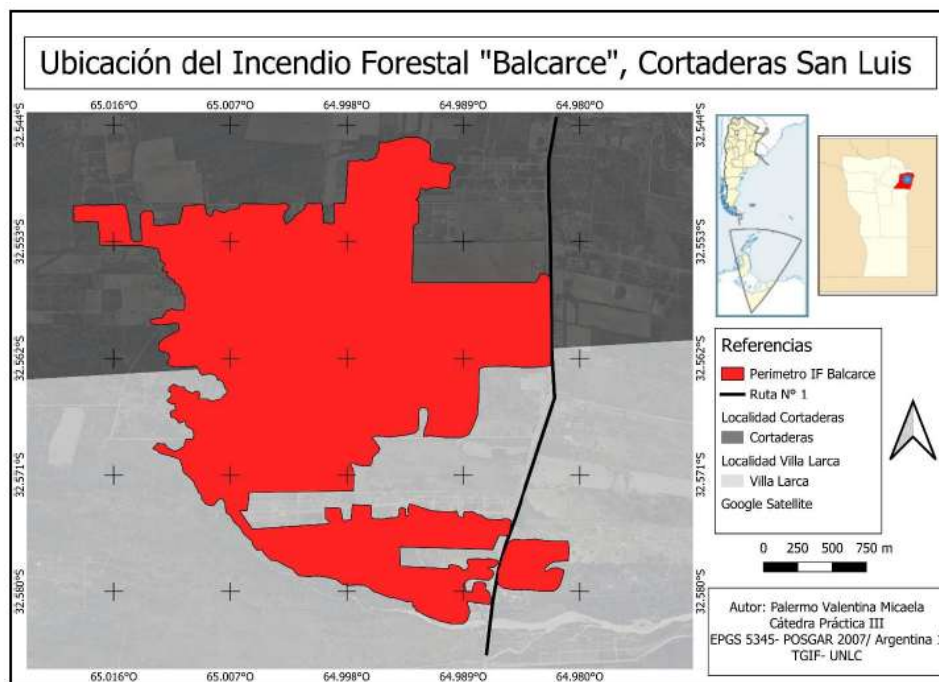 Ubicación del Incendio Forestal "Balcarce", Cortaderas San Luis
65.016°O 65.007°O 64.998°O 64.989°O 64.980°O
32.544°S 32.544°S
32.553°S 32.553°S
32.562°S 32.562°S
32.571°S 32.571°S
32.580°S 32.580°S
65.016°O 65.007°O 64.998°O 64.989°O 64.980°O
Referencias
Perimetro IF Balcarce
Ruta N° 1
Localidad Cortaderas
Cortaderas
Localidad Villa Larca
Villa Larca
Google Satellite
0 250 500 750 m
Autor: Palermo Valentina Micaela
Cátedra Práctica III
EPGS 5345- POSGAR 2007/ Argentina
TGIF- UNLC